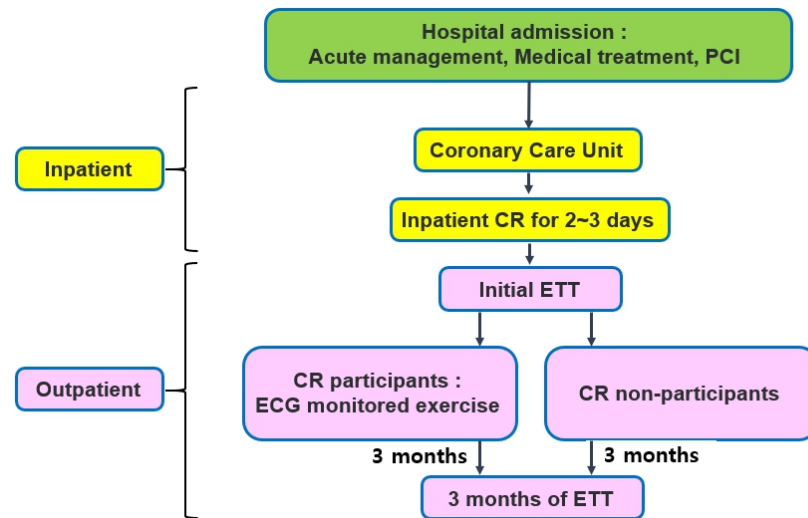 Hospital admission :
Acute management, Medical treatment, PCI
Coronary Care Unit
Inpatient
Inpatient CR for 2~3 days
Initial ETT
Outpatient
CR participants :
ECG monitored exercise
CR non-participants
3 months
3 months
3 months of ETT